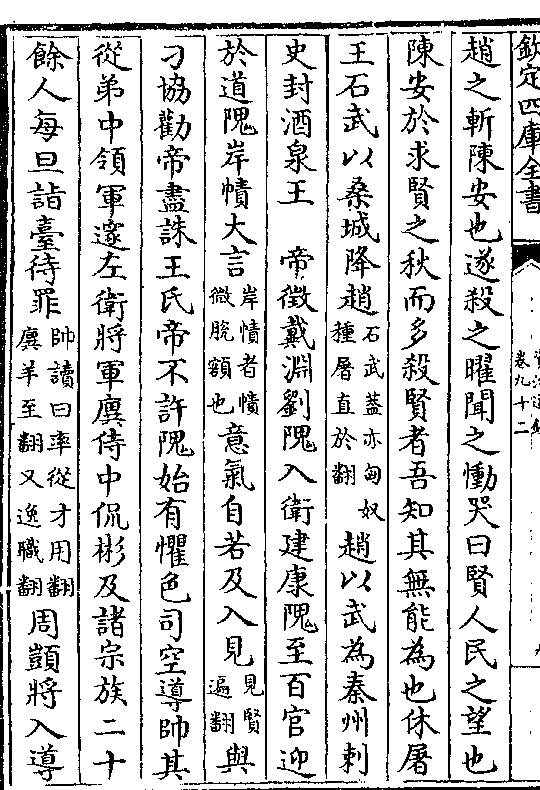 欽定四庫全書
卷九十二
趙之斬陳安也遂殺之曜聞之慟哭曰賢人民之望也
陳安於求賢之秋而多殺賢者吾知其無能為也休屠
王石武以桑城降趙石武蓋亦匈奴種屠直於翻趙以武為秦州刺
史封酒泉王　帝徵戴淵劉隗入衛建康隗至百官迎
於道隗岸幘大言岸幘者幘微脫額也意氣自若及入見見賢遍翻與
刁協勸帝盡誅王氏帝不許隗始有懼色司空導帥其
從弟中領軍邃左衛將軍廙侍中侃彬及諸宗族二十
餘人每旦詣臺待罪帥讀曰率從才用翻廙羊至翻又逸職翻周顗將入導